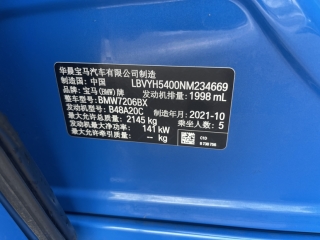 华晨宝马汽车有限公司制造
制造国: 中国 LBVYH5400NM234669
品牌: 宝马(BMW)牌 发动机排量: 1998 mL
整车型号: BMW7206BX
发动机型号: B48A20C 制造年月: 2021-10
最大允许总质量: 2145 kg 乘坐人数: 5
最大净功率: 141 kW
最大允许牵引质量: -- kg